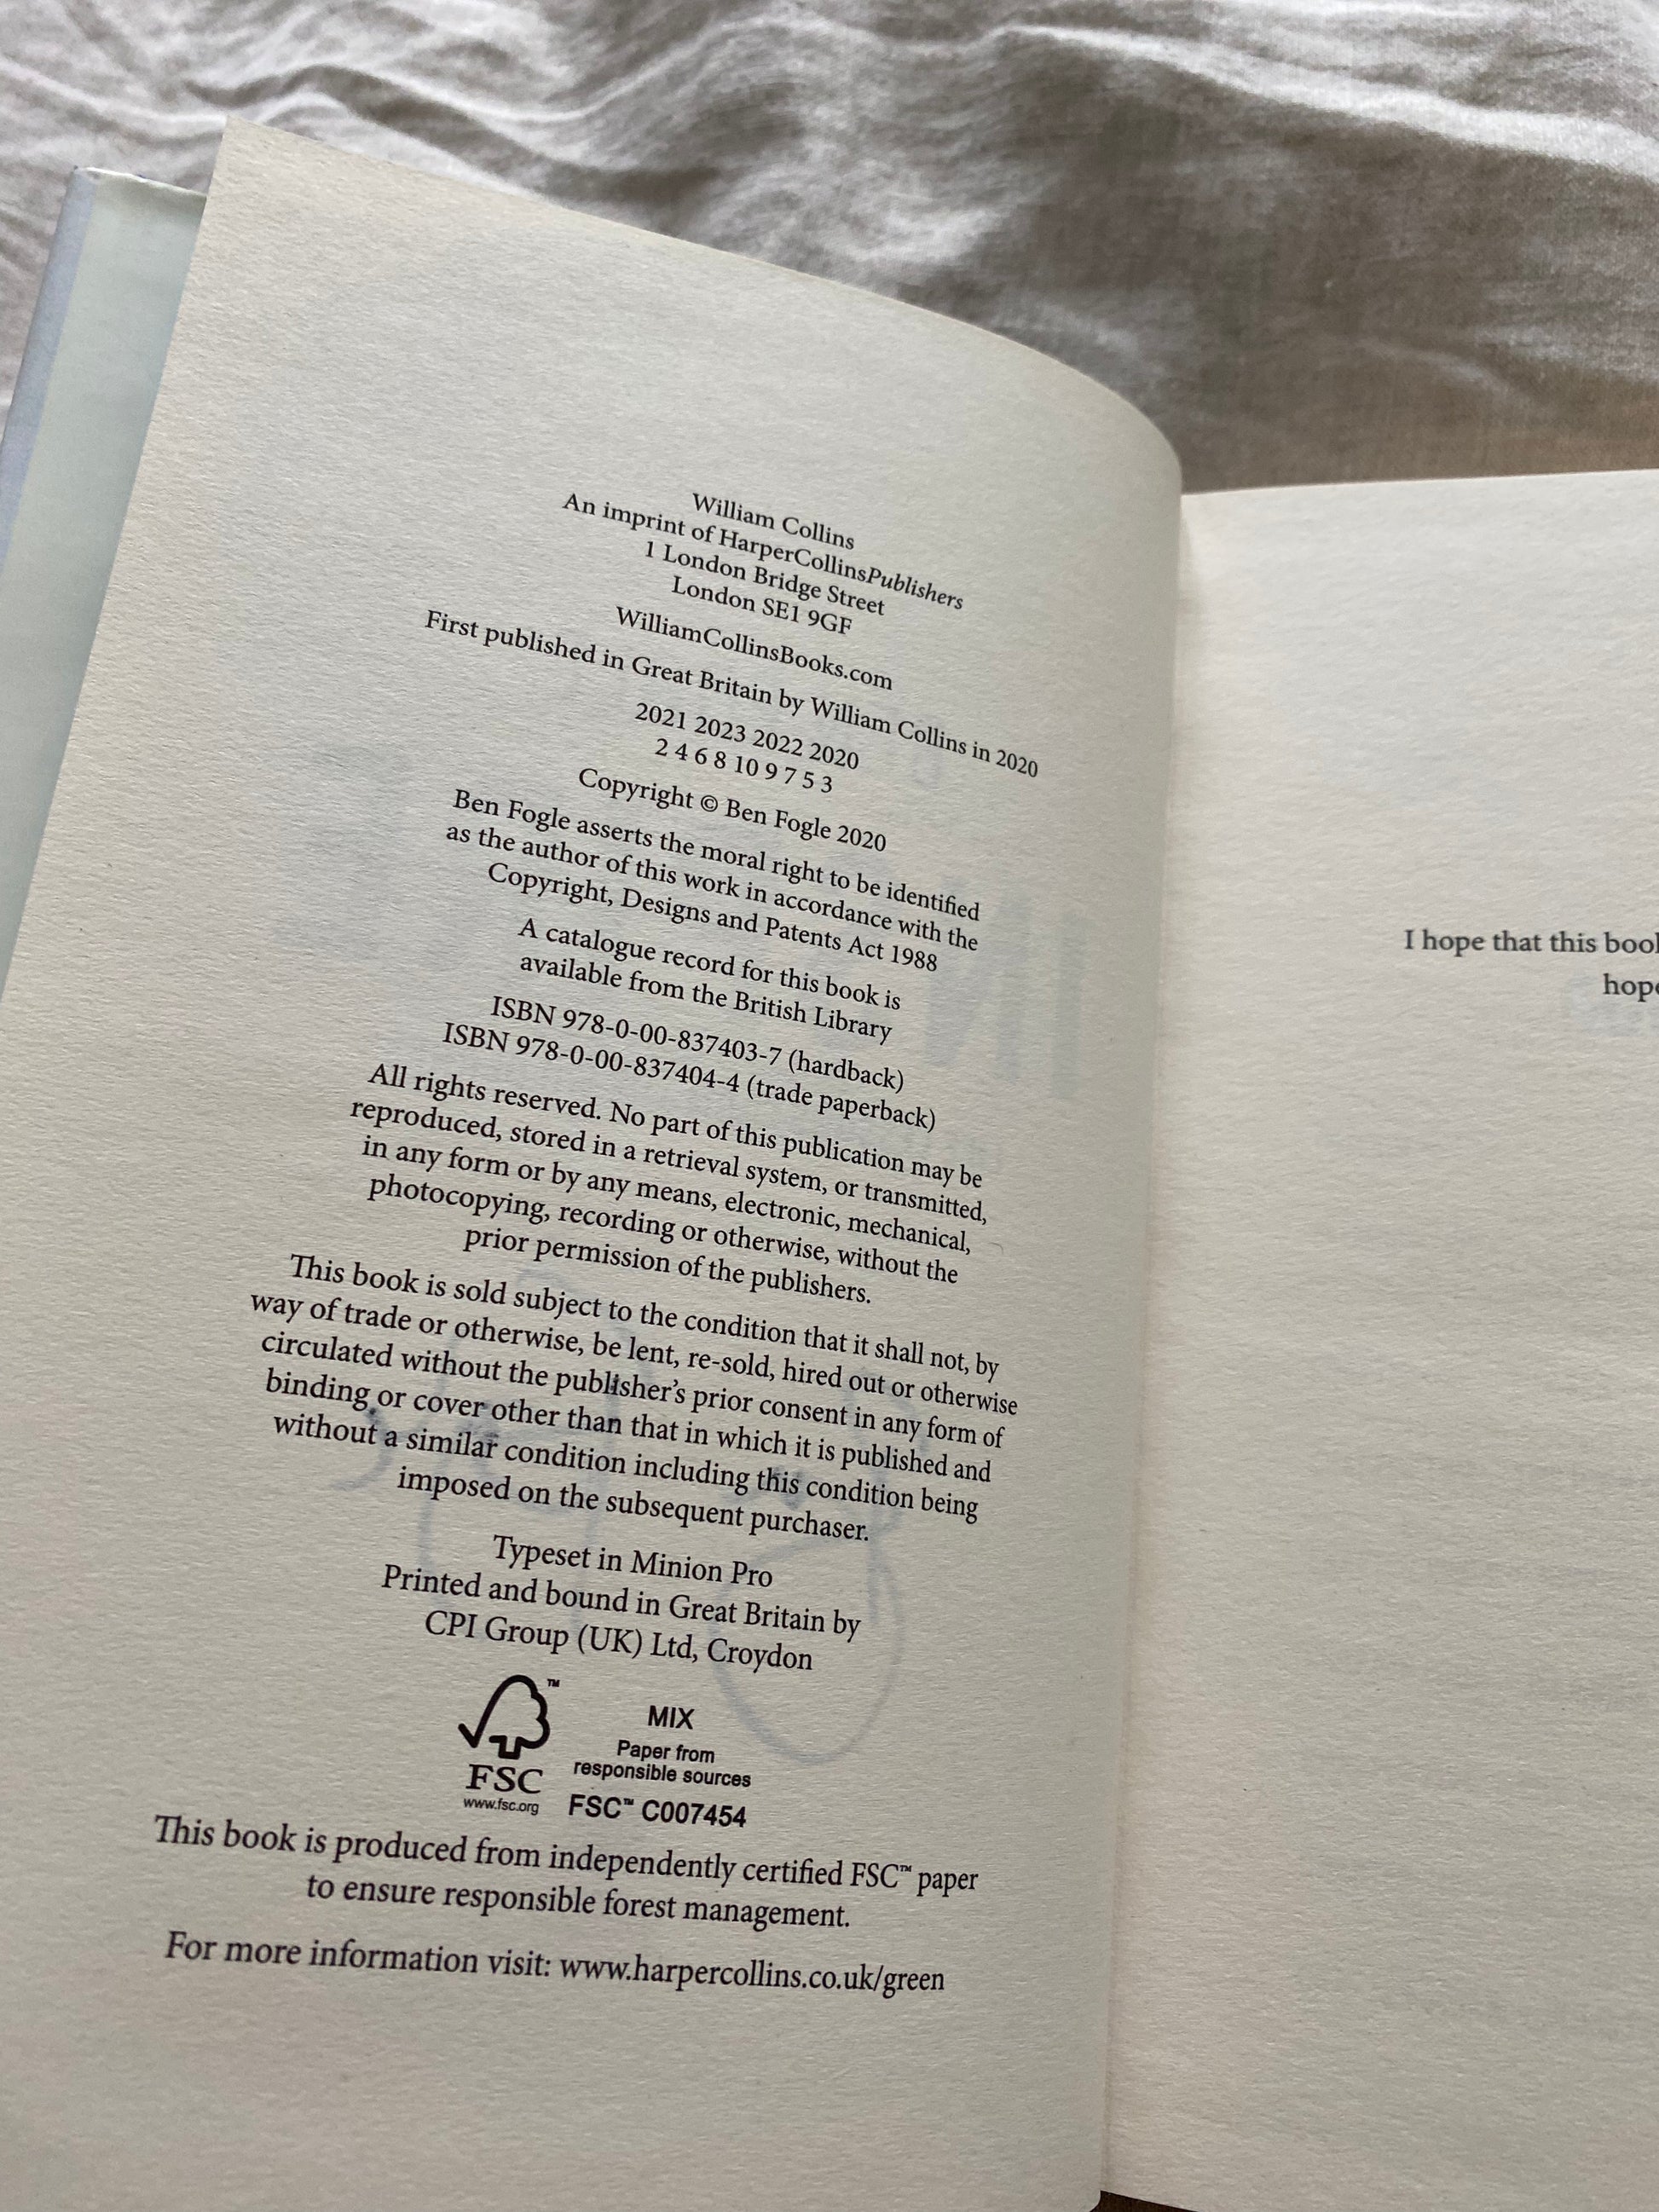 William Collins
An imprint of HarperCollinsPublishers
1 London Bridge Street
London SE1 9GF
WilliamCollinsBooks.com
First published in Great Britain by William Collins in 2020
2021 2023 2022 2020
2 4 6 8 10 9 7 5 3
Copyright © Ben Fogle 2020
Ben Fogle asserts the moral right to be identified
as the author of this work in accordance with the
Copyright, Designs and Patents Act 1988
A catalogue record for this book is
available from the British Library
ISBN 978-0-00-837403-7 (hardback)
ISBN 978-0-00-837404-4 (trade paperback)
All rights reserved. No part of this publication may be
reproduced, stored in a retrieval system, or transmitted,
in any form or by any means, electronic, mechanical,
photocopying, recording or otherwise, without the
prior permission of the publishers.
This book is sold subject to the condition that it shall not, by
way of trade or otherwise, be lent, re-sold, hired out or otherwise
circulated without the publisher's prior consent in any form of
binding or cover other than that in which it is published and
without a similar condition including this condition being
imposed on the subsequent purchaser.
Typeset in Minion Pro
Printed and bound in Great Britain by
CPI Group (UK) Ltd, Croydon
™
FSC
www.fsc.org
MIX
Paper from
responsible sources
FSC™ C007454
This book is produced from independently certified FSC™ paper
to ensure responsible forest management.
For more information visit: www.harpercollins.co.uk/green
I hope that this